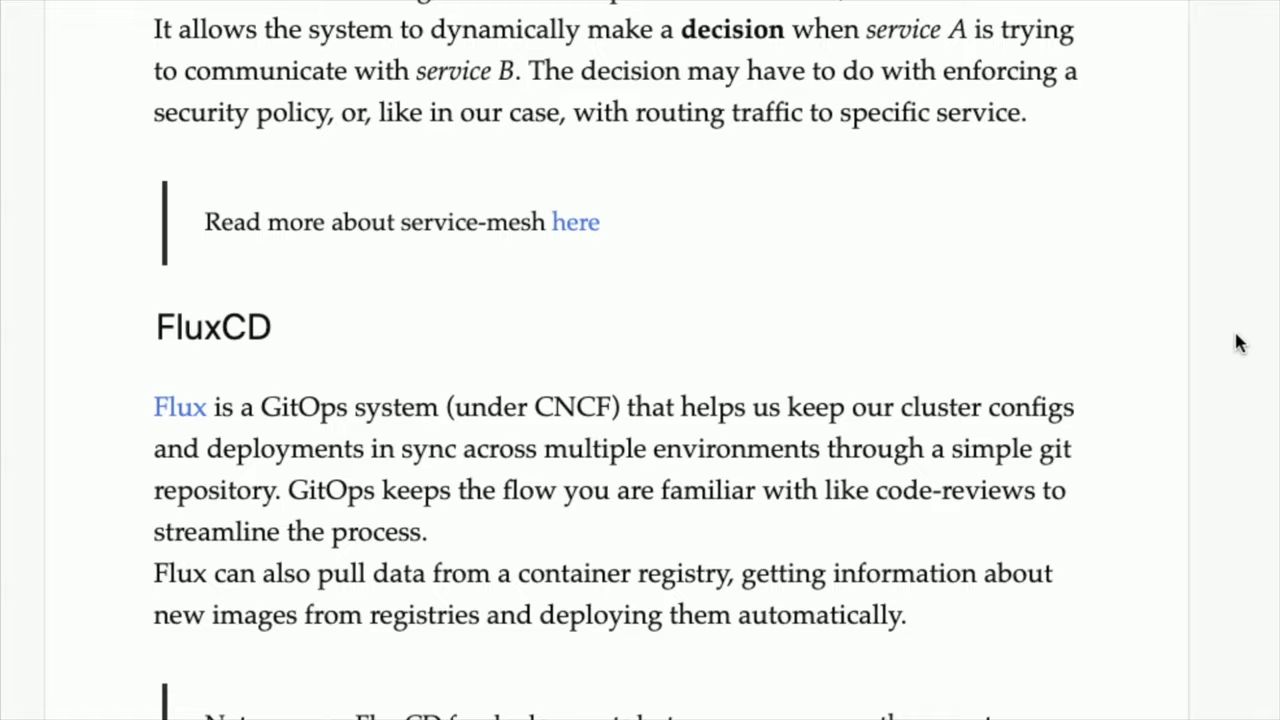 It allows the system to dynamically make a decision when service A is trying
to communicate with service B. The decision may have to do with enforcing a
security policy, or, like in our case, with routing traffic to specific service.
Read more about service-mesh here
FluxCD
Flux is a GitOps system (under CNCF) that helps us keep our cluster configs
and deployments in sync across multiple environments through a simple git
repository. GitOps keeps the flow you are familiar with like code-reviews to
streamline the process.
Flux can also pull data from a container registry, getting information about
new images from registries and deploying them automatically.